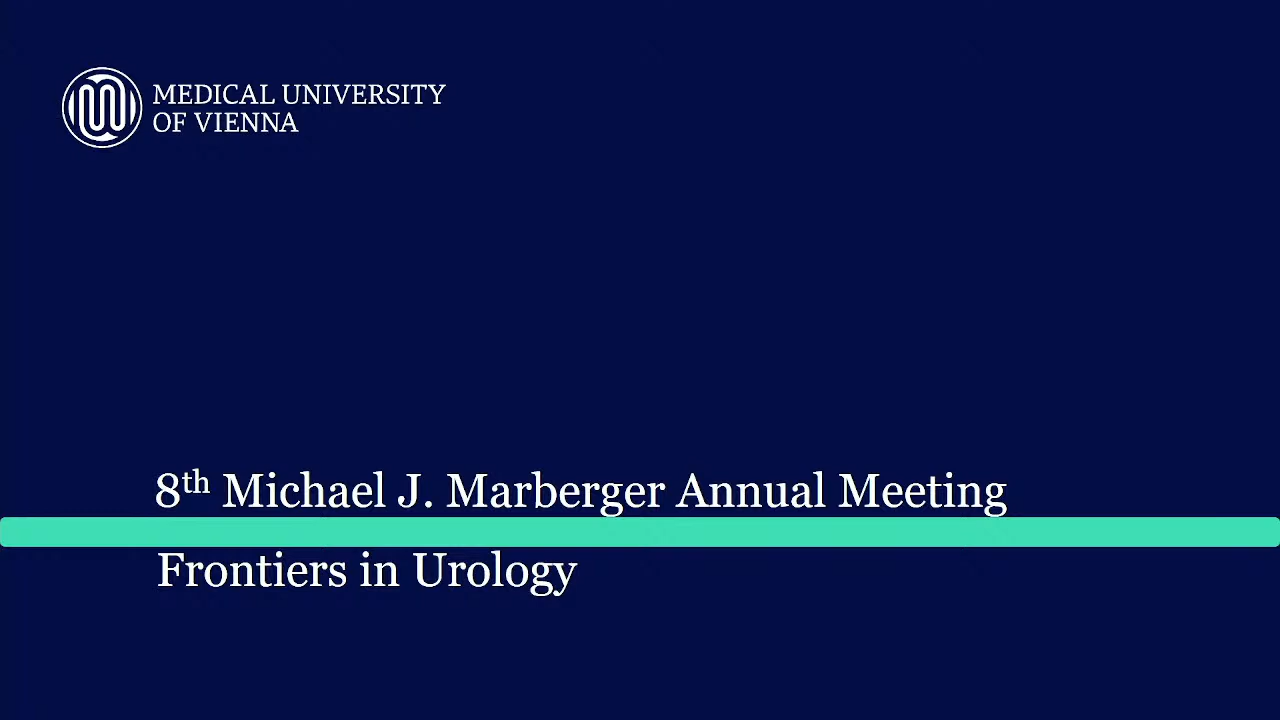 MEDICAL UNIVERSITY
OF VIENNA
8th Michael J. Marberger Annual Meeting
Frontiers in Urology